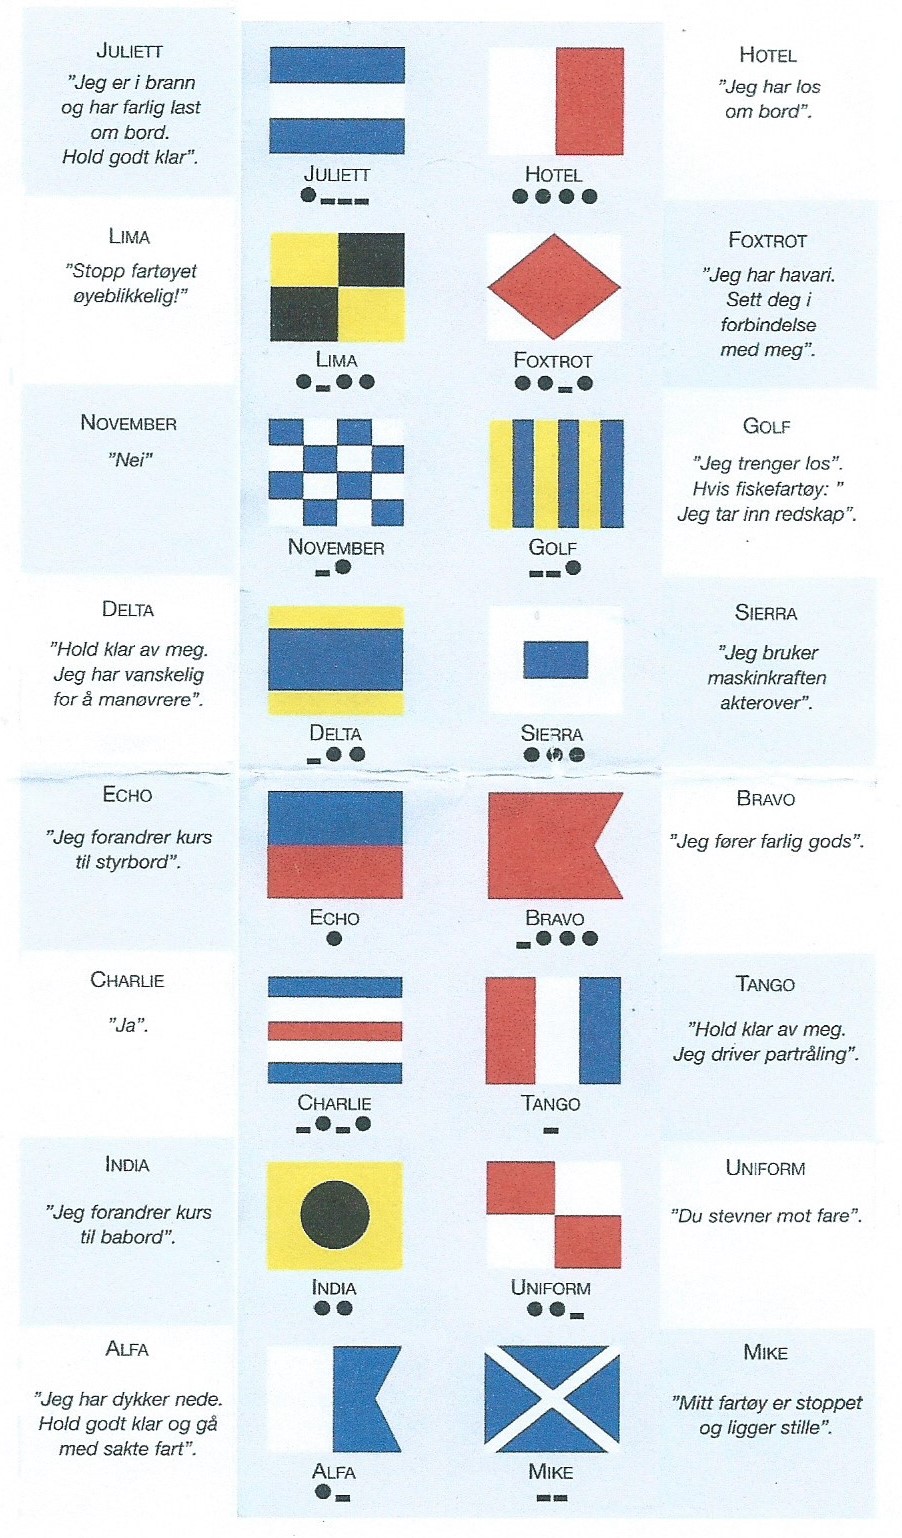 JULIETT
"Jeg er i brann
og har farlig last
om bord.
Hold godt klar".
JULIETT
HOTEL
HOTEL
"Jeg har los
om bord".
LIMA
"Stopp fartøyet
øyeblikkelig!"
LIMA
FOXTROT
FOXTROT
"Jeg har havari.
Sett deg i
forbindelse
med meg".
NOVEMBER
"Nei"
NOVEMBER
GOLF
GOLF
"Jeg trenger los".
Hvis fiskefartøy: "
Jeg tar inn redskap".
DELTA
"Hold klar av meg.
Jeg har vanskelig
for å manøvrere".
DELTA
SIERRA
SIERRA
"Jeg bruker
maskinkraften
akterover".
ECHO
"Jeg forandrer kurs
til styrbord".
ECHO
BRAVO
BRAVO
"Jeg fører farlig gods".
CHARLIE
"Ja".
CHARLIE
TANGO
TANGO
"Hold klar av meg.
Jeg driver partråling".
INDIA
"Jeg forandrer kurs
til babord".
INDIA
UNIFORM
UNIFORM
"Du stevner mot fare".
ALFA
"Jeg har dykker nede.
Hold godt klar og gå
med sakte fart".
ALFA
MIKE
MIKE
"Mitt fartøy er stoppet
og ligger stille".